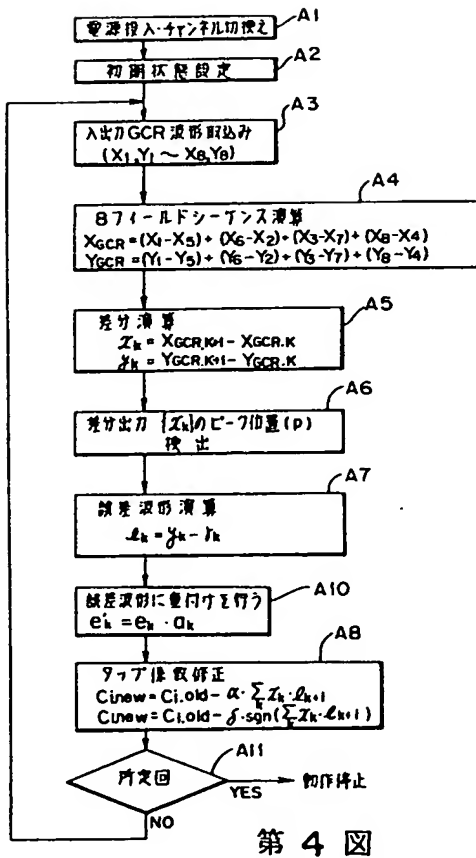 A1
電源投入・チャンネル切換え
A2
初期状態設定
A3
入出力GCR波形取込み
(X1,Y1~X8,Y8)
A4
8フィールドシーケンス演算
XGCR=(X1-X5)+(X6-X2)+(X3-X7)+(X8-X4)
YGCR=(Y1-Y5)+(Y6-Y2)+(Y3-Y7)+(Y8-Y4)
A5
差分演算
xk = XGCR.K+1 - XGCR.K
yk = YGCR.K+1 - YGCR.K
A6
差分出力{xk}のピーク位置(p)
検出
A7
誤差波形演算
ek = yk - rk
A10
誤差波形に重付けを行う
e'k = ek・ak
A8
タップ係数修正
Ci.new = Ci.old - α・Σk xk・ek+1
Ci.new = Ci.old - δ・sgn(Σk xk・ek+1)
A11
所定回
YES
動作停止
NO
第4図